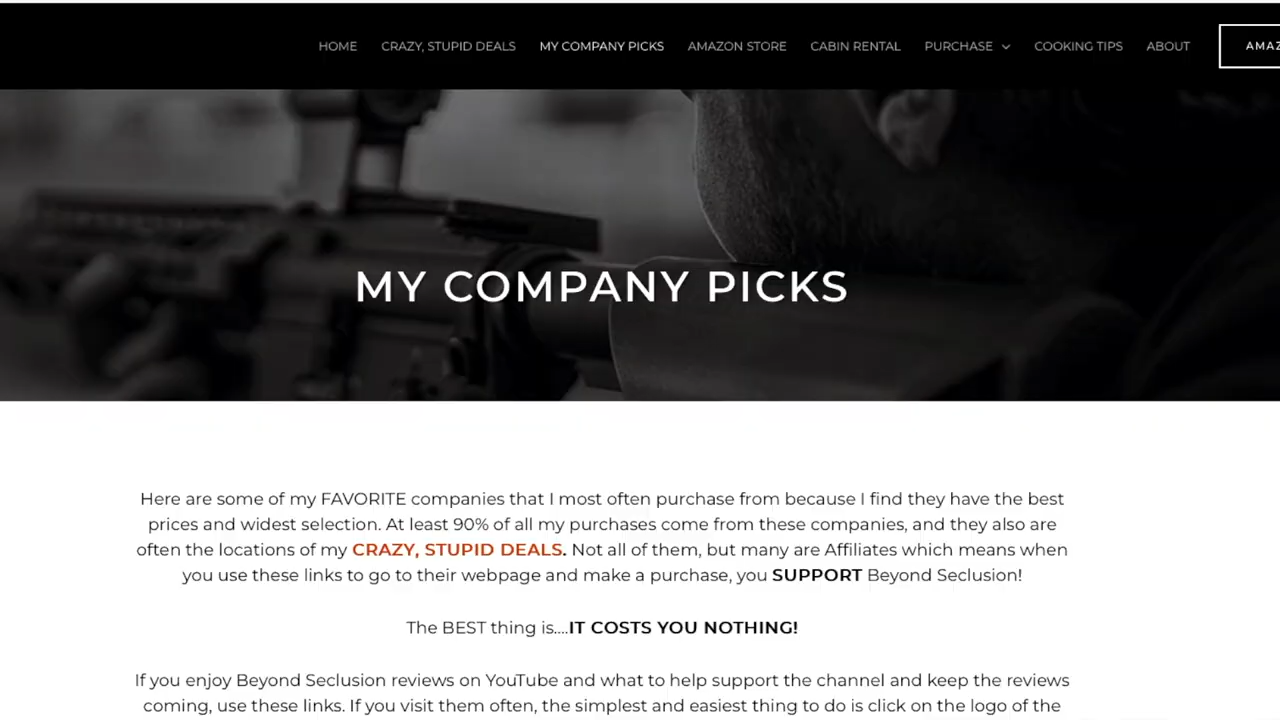 HOME CRAZY, STUPID DEALS MY COMPANY PICKS AMAZON STORE CABIN RENTAL PURCHASE COOKING TIPS ABOUT AMAZ
MY COMPANY PICKS
Here are some of my FAVORITE companies that I most often purchase from because I find they have the best
prices and widest selection. At least 90% of all my purchases come from these companies, and they also are
often the locations of my CRAZY, STUPID DEALS. Not all of them, but many are Affiliates which means when
you use these links to go to their webpage and make a purchase, you SUPPORT Beyond Seclusion!
The BEST thing is....IT COSTS YOU NOTHING!
If you enjoy Beyond Seclusion reviews on YouTube and what to help support the channel and keep the reviews
coming, use these links. If you visit them often, the simplest and easiest thing to do is click on the logo of the